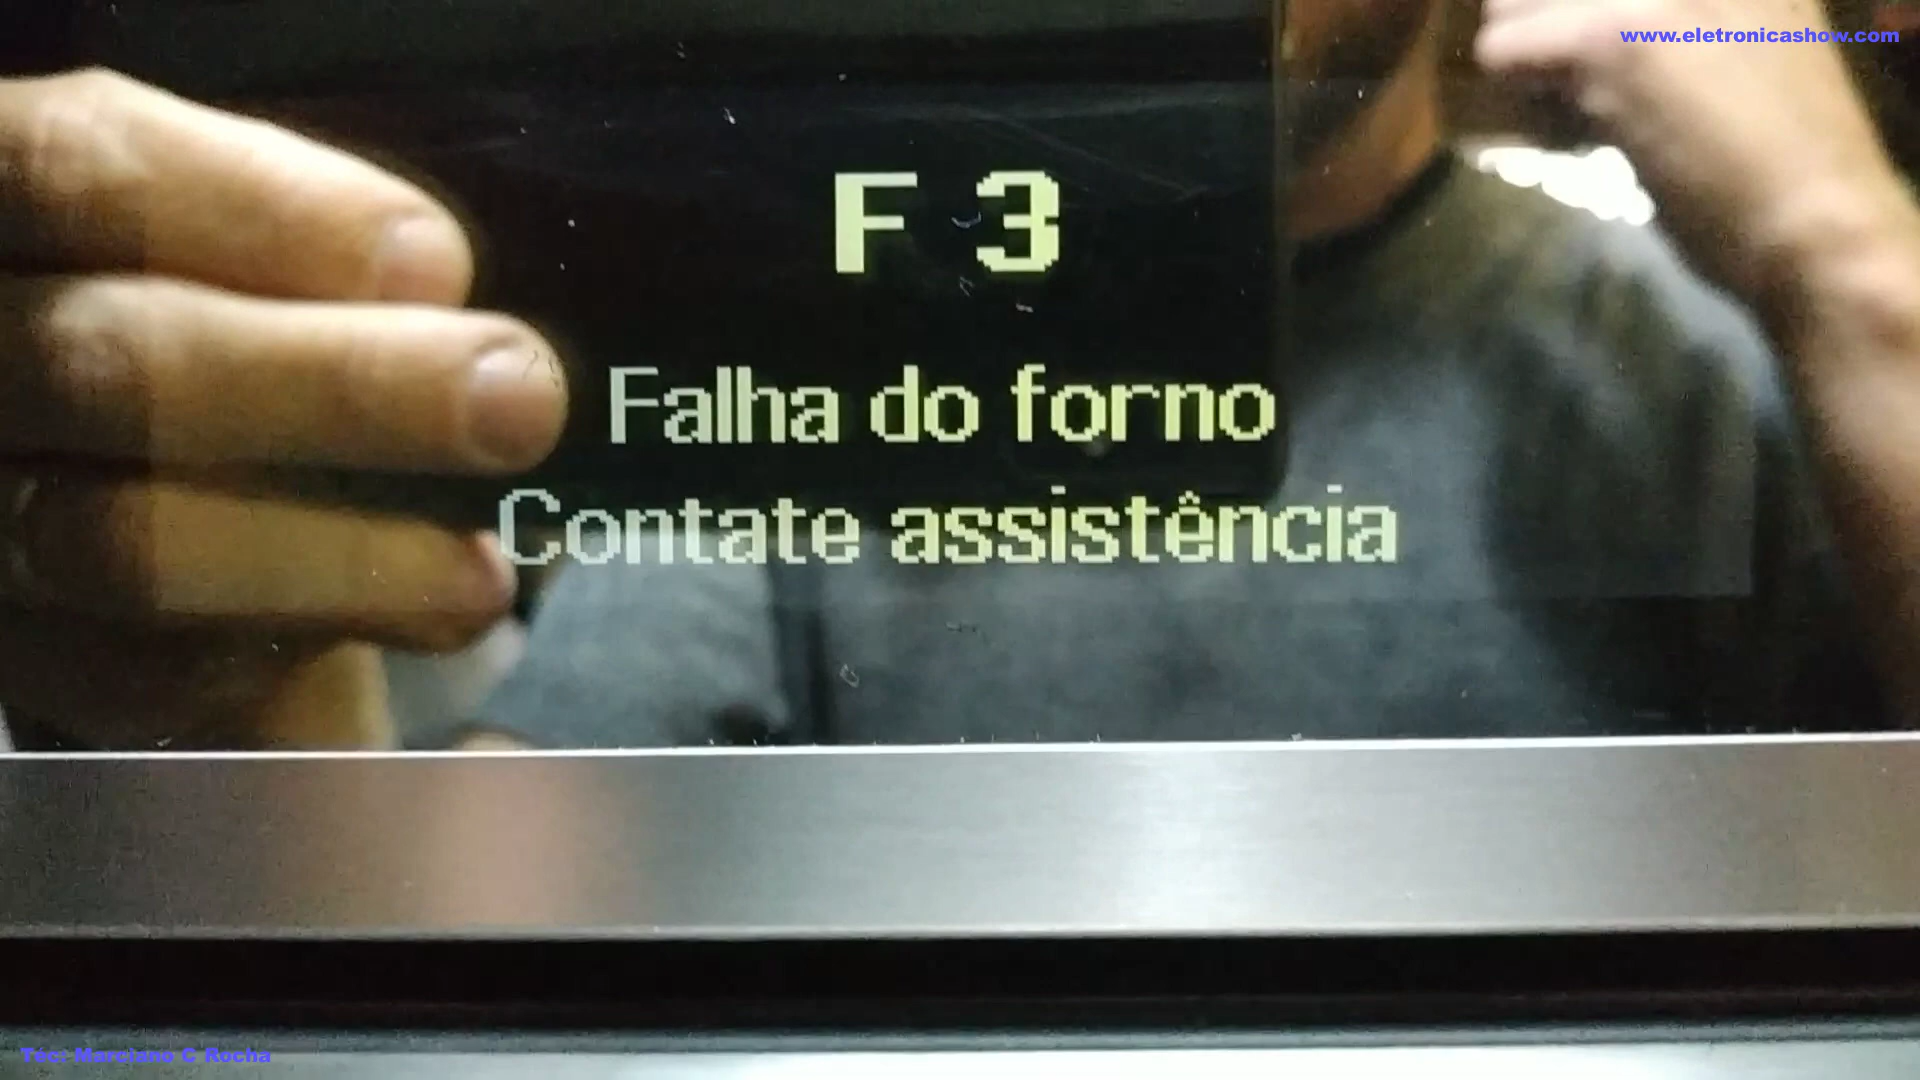 www.eletronicashow.com
F 3
Falha do forno
Contate assistência
Téc: Marciano C Rocha